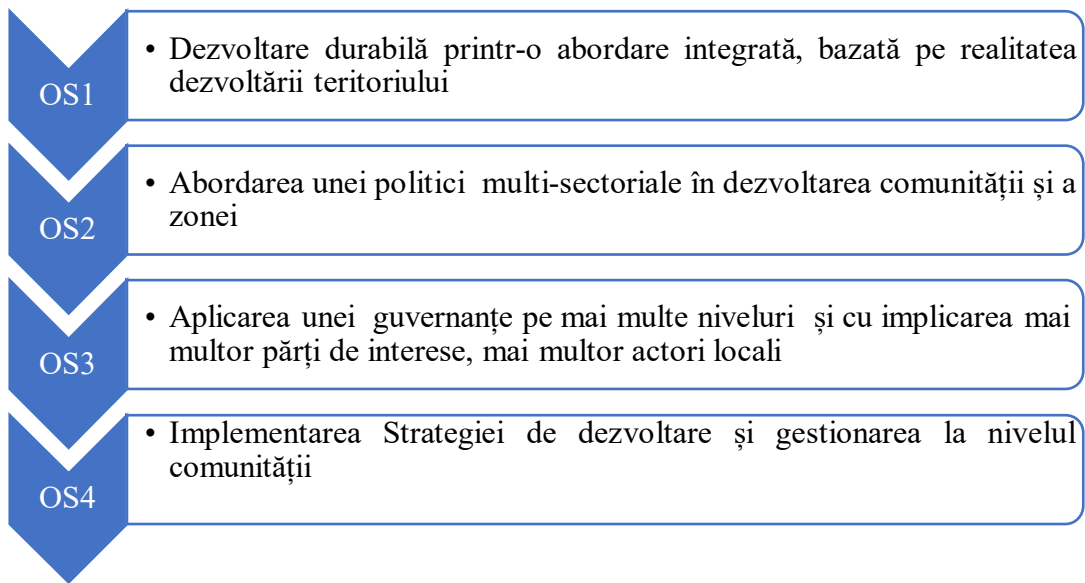 OS1
• Dezvoltare durabilă printr-o abordare integrată, bazată pe realitatea
dezvoltării teritoriului
OS2
• Abordarea unei politici multi-sectoriale în dezvoltarea comunității și a
zonei
OS3
• Aplicarea unei guvernanțe pe mai multe niveluri și cu implicarea mai
multor părți de interese, mai multor actori locali
OS4
• Implementarea Strategiei de dezvoltare și gestionarea la nivelul
comunității